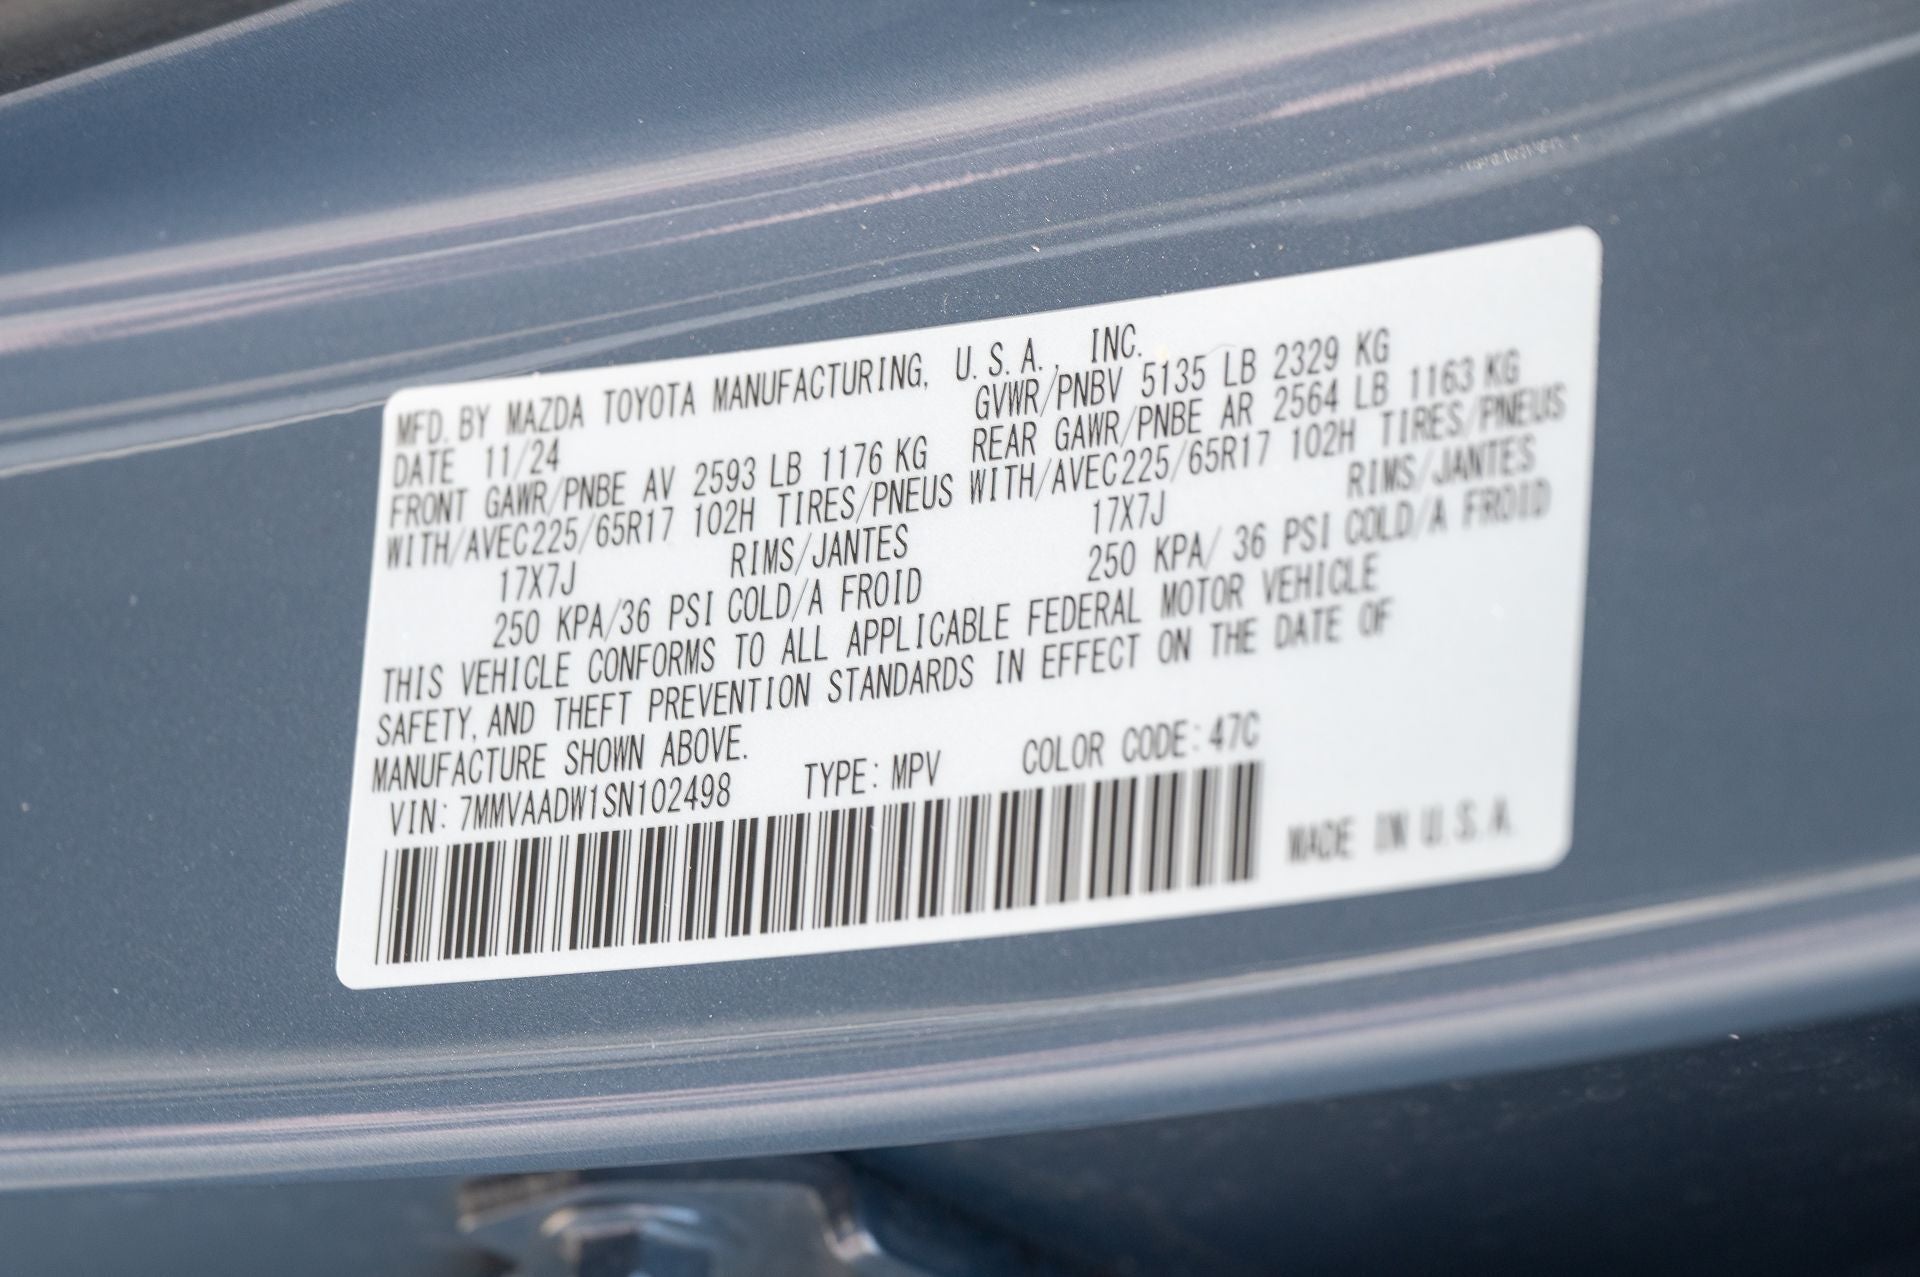 MFD. BY MAZDA TOYOTA MANUFACTURING, U.S.A., INC.
DATE 11/24 GVWR/PNBV 5135 LB 2329 KG
FRONT GAWR/PNBE AV 2593 LB 1176 KG REAR GAWR/PNBE AR 2564 LB 1163 KG
WITH/AVEC225/65R17 102H TIRES/PNEUS WITH/AVEC225/65R17 102H TIRES/PNEUS
17X7J RIMS/JANTES 17X7J RIMS/JANTES
250 KPA/36 PSI COLD/A FROID 250 KPA/ 36 PSI COLD/A FROID
THIS VEHICLE CONFORMS TO ALL APPLICABLE FEDERAL MOTOR VEHICLE
SAFETY, AND THEFT PREVENTION STANDARDS IN EFFECT ON THE DATE OF
MANUFACTURE SHOWN ABOVE.
VIN: 7MMVAADW1SN102498 TYPE: MPV COLOR CODE: 47C
MADE IN U.S.A.